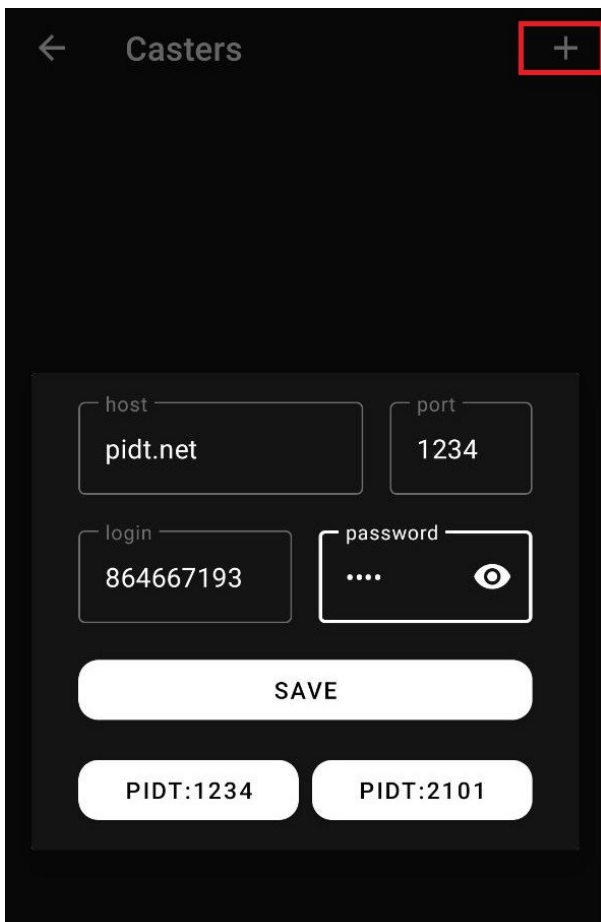 Casters
host
port
pidt.net
1234
login
password
864667193
••••
SAVE
PIDT:1234
PIDT:2101